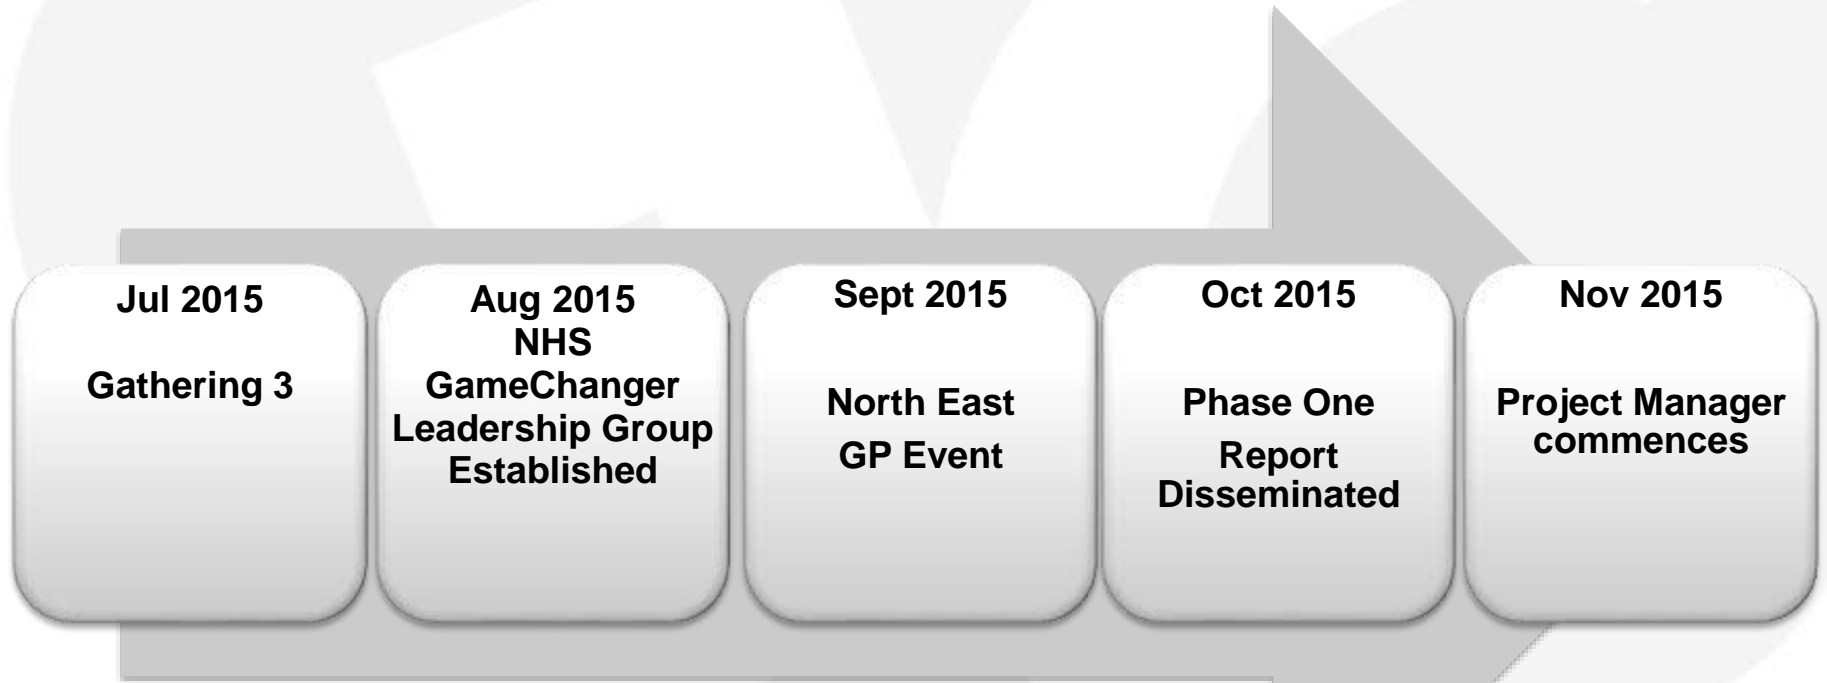 Jul 2015
Gathering 3
Aug 2015
NHS
GameChanger
Leadership Group
Established
Sept 2015
North East
GP Event
Oct 2015
Phase One
Report
Disseminated
Nov 2015
Project Manager
commences